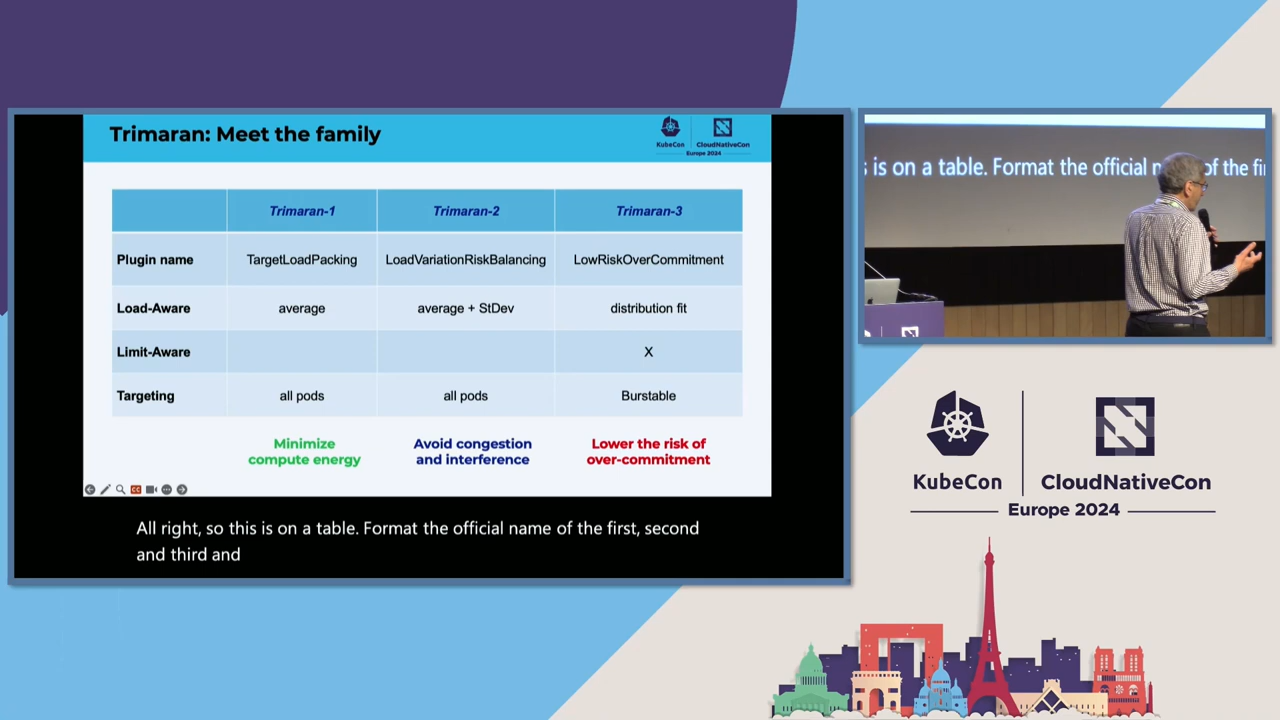 Trimaran: Meet the family
KubeCon
CloudNativeCon
Europe 2024
Trimaran-1 Trimaran-2 Trimaran-3
Plugin name TargetLoadPacking LoadVariationRiskBalancing LowRiskOverCommitment
Load-Aware average average + StDev distribution fit
Limit-Aware X
Targeting all pods all pods Burstable
Minimize
compute energy
Avoid congestion
and interference
Lower the risk of
over-commitment
CC
All right, so this is on a table. Format the official name of the first, second
and third and
is on a table. Format the official of the
KubeCon
CloudNativeCon
Europe 2024